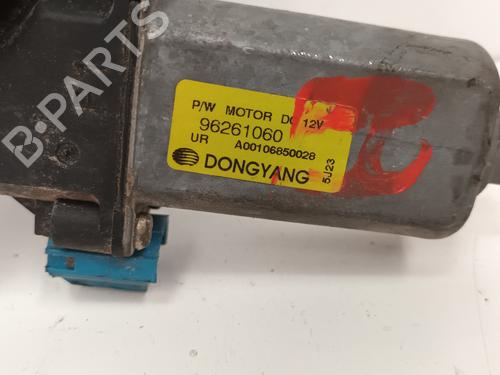 P/W MOTOR DC 12V
96261060
UR A00106850028
DONGYANG
5J23
B-PARTS